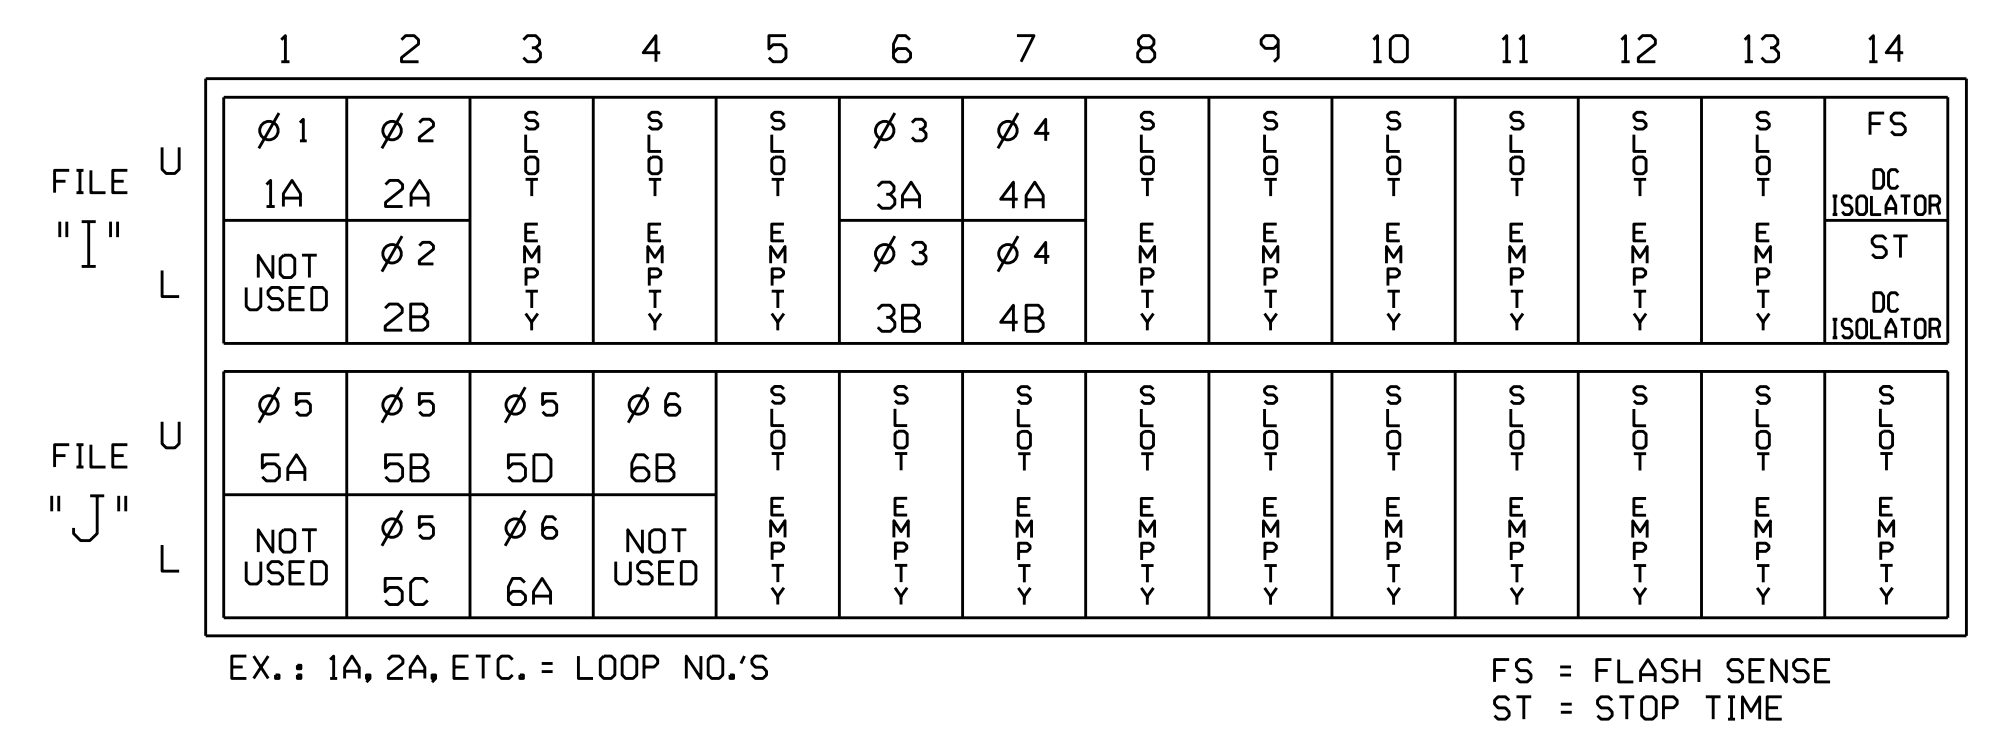 1 2 3 4 5 6 7 8 9 10 11 12 13 14
FILE "I"
U
L
Ø 1
1A
NOT
USED
Ø 2
2A
Ø 2
2B
SLOT EMPTY
SLOT EMPTY
SLOT EMPTY
Ø 3
3A
Ø 3
3B
Ø 4
4A
Ø 4
4B
SLOT EMPTY
SLOT EMPTY
SLOT EMPTY
SLOT EMPTY
SLOT EMPTY
SLOT EMPTY
FS
DC
ISOLATOR
ST
DC
ISOLATOR
FILE "J"
U
L
Ø 5
5A
NOT
USED
Ø 5
5B
Ø 5
5C
Ø 5
5D
Ø 6
6A
Ø 6
6B
NOT
USED
SLOT EMPTY
SLOT EMPTY
SLOT EMPTY
SLOT EMPTY
SLOT EMPTY
SLOT EMPTY
SLOT EMPTY
SLOT EMPTY
SLOT EMPTY
SLOT EMPTY
EX.: 1A, 2A, ETC. = LOOP NO.'S
FS = FLASH SENSE
ST = STOP TIME